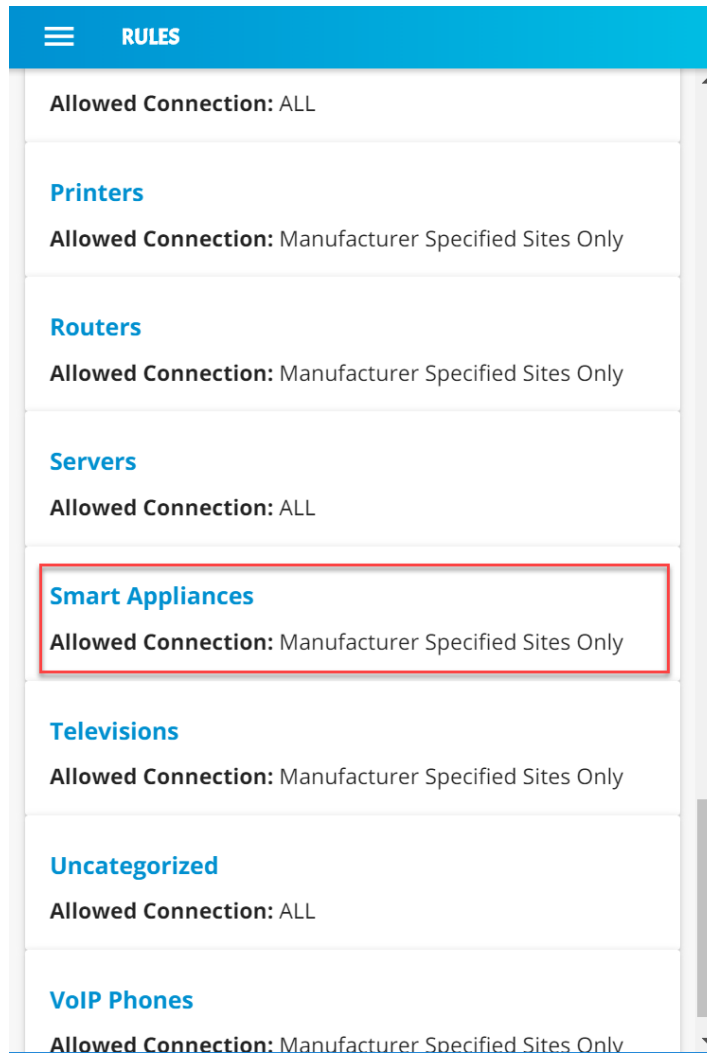 RULES
Allowed Connection: ALL
Printers
Allowed Connection: Manufacturer Specified Sites Only
Routers
Allowed Connection: Manufacturer Specified Sites Only
Servers
Allowed Connection: ALL
Smart Appliances
Allowed Connection: Manufacturer Specified Sites Only
Televisions
Allowed Connection: Manufacturer Specified Sites Only
Uncategorized
Allowed Connection: ALL
VoIP Phones
Allowed Connection: Manufacturer Specified Sites Only